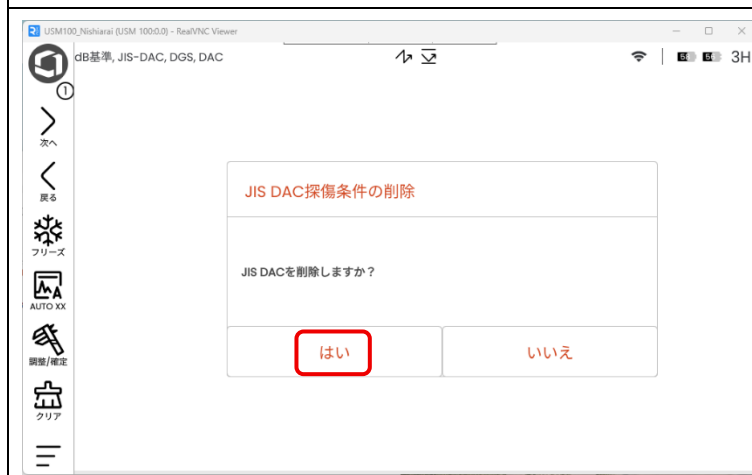 USM100_Nishiarai (USM 100:0.0) - RealVNC Viewer
dB基準, JIS-DAC, DGS, DAC
3H
1
次へ
戻る
フリーズ
AUTO XX
調整/確定
クリア
JIS DAC探傷条件の削除
JIS DACを削除しますか？
はい
いいえ